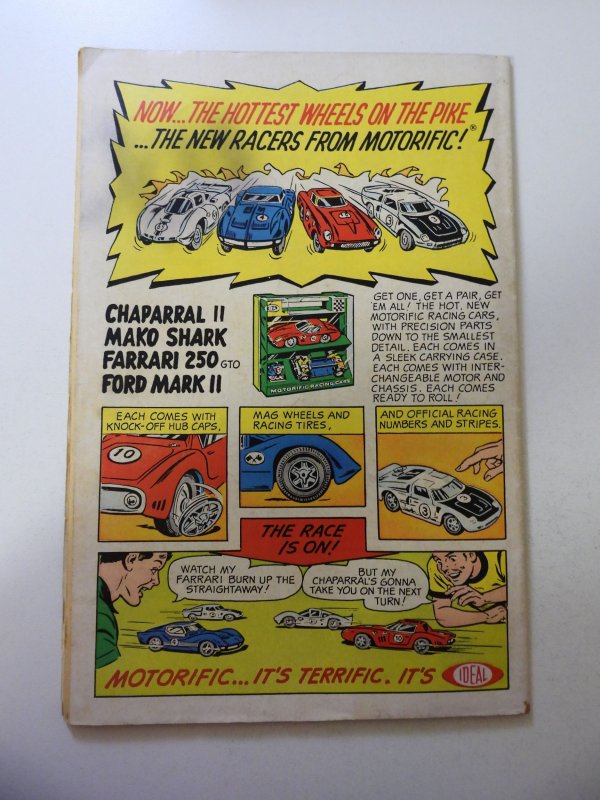 NOW...THE HOTTEST WHEELS ON THE PIKE
...THE NEW RACERS FROM MOTORIFIC!®
3
CHAPARRAL II
MAKO SHARK
FARRARI 250 GTO
FORD MARK II
MOTORIFIC RACING CARS
GET ONE, GET A PAIR, GET
'EM ALL! THE HOT, NEW
MOTORIFIC RACING CARS,
WITH PRECISION PARTS
DOWN TO THE SMALLEST
DETAIL. EACH COMES IN
A SLEEK CARRYING CASE.
EACH COMES WITH INTER-
CHANGEABLE MOTOR AND
CHASSIS. EACH COMES
READY TO ROLL!
EACH COMES WITH
KNOCK-OFF HUB CAPS,
10
MAG WHEELS AND
RACING TIRES,
AND OFFICIAL RACING
NUMBERS AND STRIPES.
3
THE RACE
IS ON!
WATCH MY
FARRARI BURN UP THE
STRAIGHTAWAY!
BUT MY
CHAPARRAL'S GONNA
TAKE YOU ON THE NEXT
TURN!
10
MOTORIFIC... IT'S TERRIFIC. IT'S IDEAL